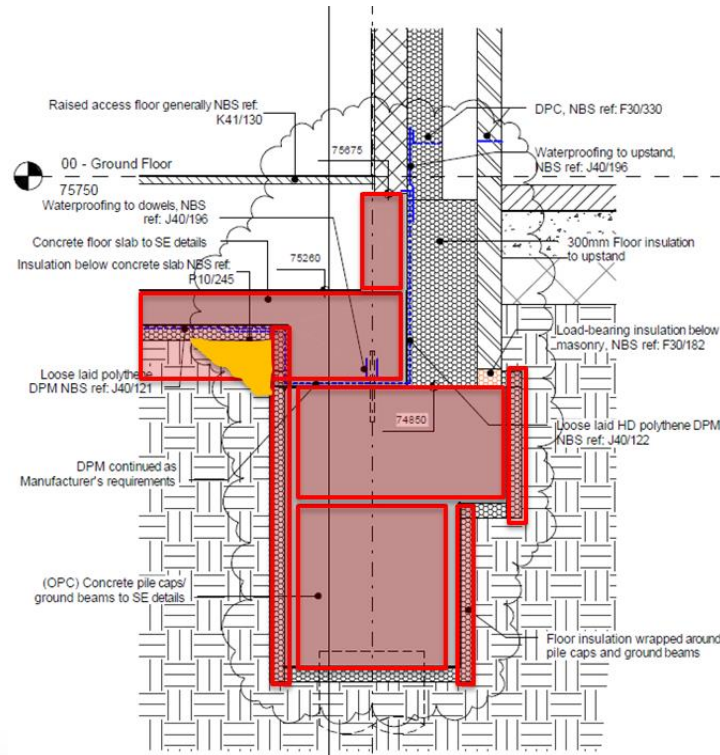 Raised access floor generally NBS ref:
K41/130
DPC, NBS ref: F30/330
75675
Waterproofing to upstand,
NBS ref: J40/196
00 - Ground Floor
75750
Waterproofing to dowels, NBS
ref: J40/196
Concrete floor slab to SE details
75260
300mm Floor insulation
to upstand
Insulation below concrete slab NBS ref:
P10/245
Load-bearing insulation below
masonry, NBS ref: F30/182
Loose laid polythene
DPM NBS ref: J40/121
74850
Loose laid HD polythene DPM
NBS ref: J40/122
DPM continued as
Manufacturer's requirements
(OPC) Concrete pile caps/
ground beams to SE details
Floor insulation wrapped around
pile caps and ground beams